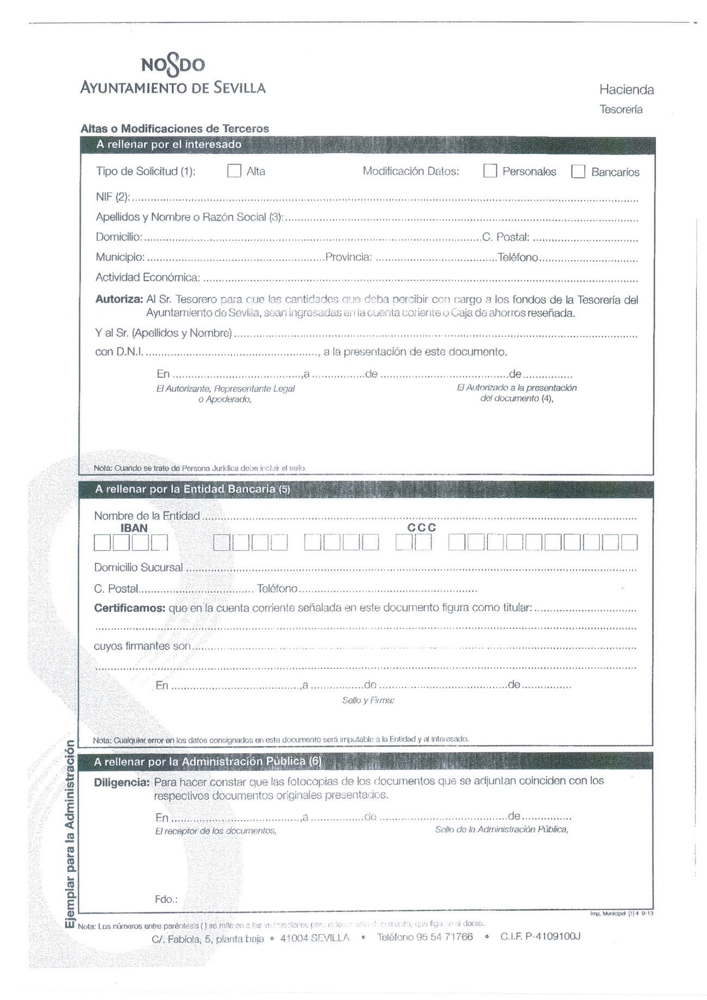 NO8DO
AYUNTAMIENTO DE SEVILLA
Hacienda
Tesorería
Altas o Modificaciones de Terceros
A rellenar por el interesado
Tipo de Solicitud (1): Alta Modificación Datos: Personales Bancarios
NIF (2):
Apellidos y Nombre o Razón Social (3):
Domicilio: C. Postal:
Municipio: Provincia: Teléfono
Actividad Económica:
Autoriza: Al Sr. Tesorero para que las cantidades que deba percibir con cargo a los fondos de la Tesorería del
Ayuntamiento de Sevilla, sean ingresadas en la cuenta coriente o Caja de ahorros reseñada.
Y al Sr. (Apellidos y Nombre)
con D.N.I. , a la presentación de este documento.
En ,a de de
El Autorizante, Representante Legal
o Apoderado,
El Autorizado a la presentación
del documento (4),
Nota: Cuando se trate de Persona Jurídica debe incluir el sello.
A rellenar por la Entidad Bancaria (5)
Nombre de la Entidad
IBAN CCC
Domicilio Sucursal
C. Postal Teléfono
Certificamos: que en la cuenta corriente señalada en este documento figura como titular:
cuyos firmantes son
En ,a de de
Sello y Firma:
Nota: Cualquier error en los datos consignados en este documento será imputable a la Entidad y al interesado.
A rellenar por la Administración Pública (6)
Diligencia: Para hacer constar que las fotocopias de los documentos que se adjuntan coinciden con los
respectivos documentos originales presentados.
En ,a de de
El receptor de los documentos, Sello de la Administración Pública,
Fdo.:
Ejemplar para la Administración
Imp. Municipal (1) 4 9-13
Nota: Los números entre paréntesis ( ) se refieren a las instrucciones para rellenar este documento, que figuran al dorso.
C/. Fabiola, 5, planta baja • 41004 SEVILLA • Teléfono 95 54 71766 • C.I.F. P-4109100J